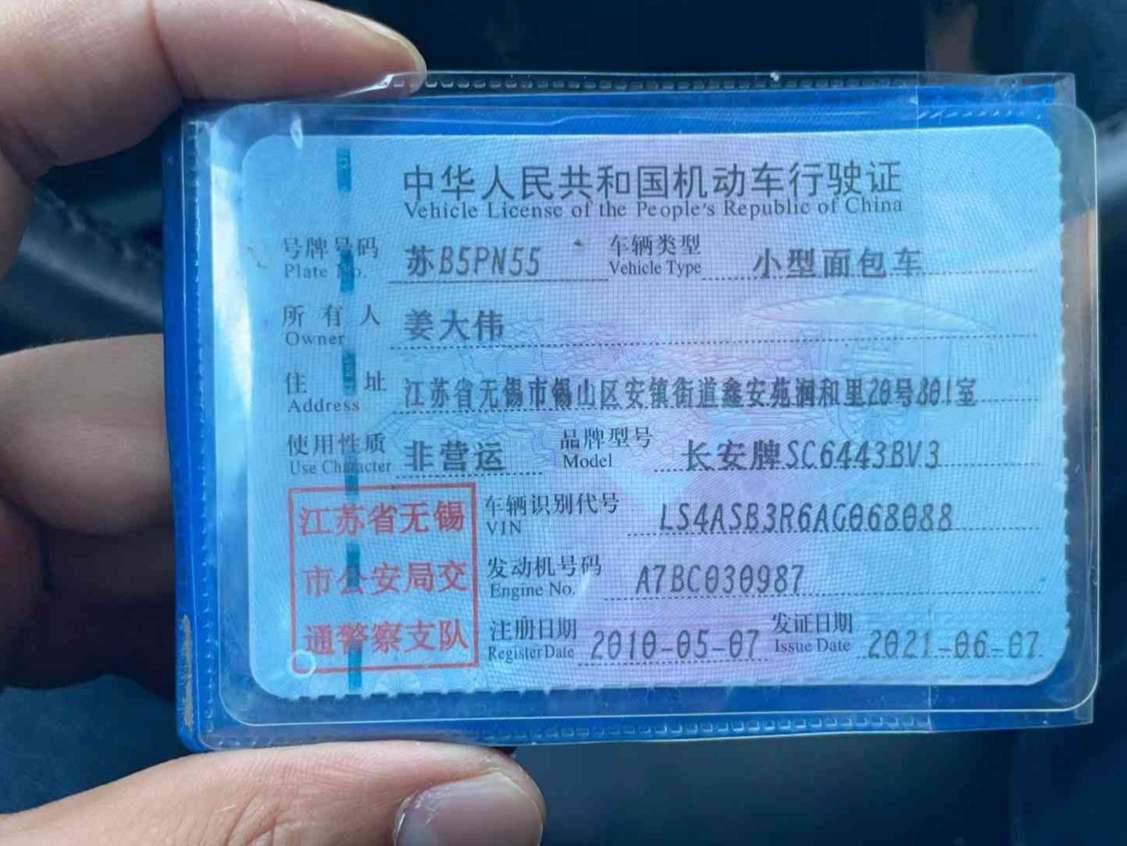 中华人民共和国机动车行驶证
Vehicle License of the People's Republic of China
号牌号码 苏B5PN55 车辆类型 小型面包车
Plate No. Vehicle Type
所有人 姜大伟
Owner
住址 江苏省无锡市锡山区安镇街道鑫安苑润和里20号801室
Address
使用性质 非营运 品牌型号 长安牌SC6443BV3
Use Character Model
江苏省无锡
市公安局交
通警察支队
车辆识别代号 LS4ASB3R6AG068088
VIN
发动机号码 A7BC030987
Engine No.
注册日期 2010-05-07 发证日期 2021-06-07
Register Date Issue Date